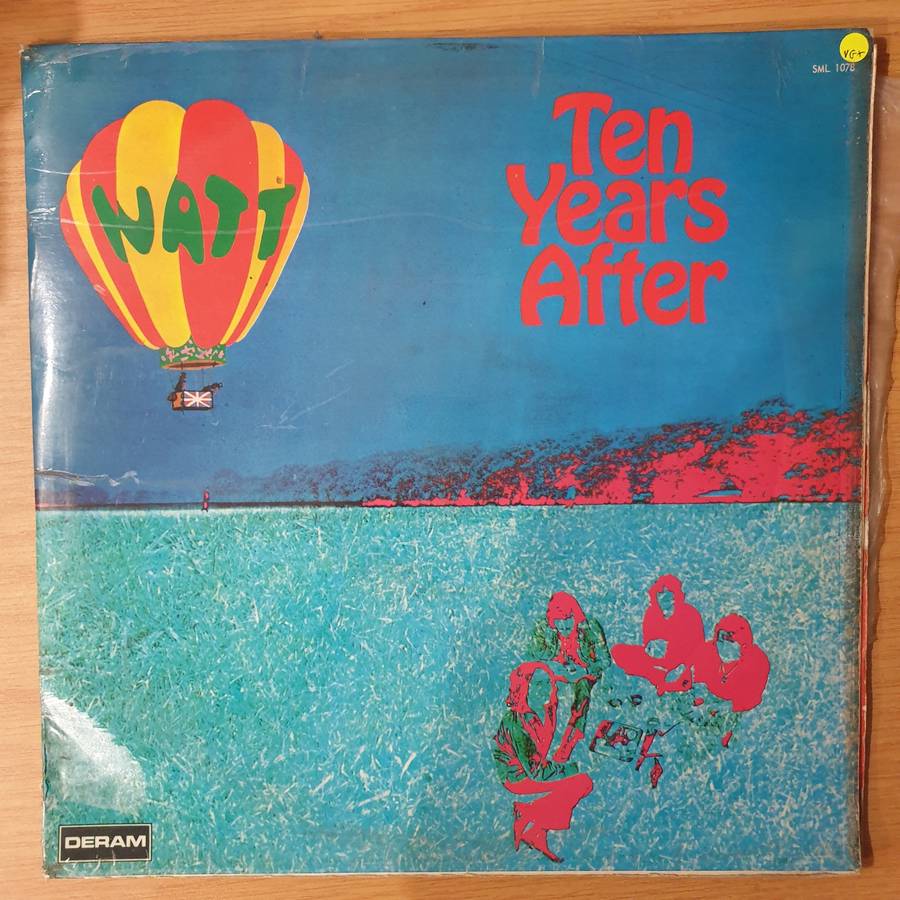 VG+
SML 1078
WATT
Ten
Years
After
DERAM